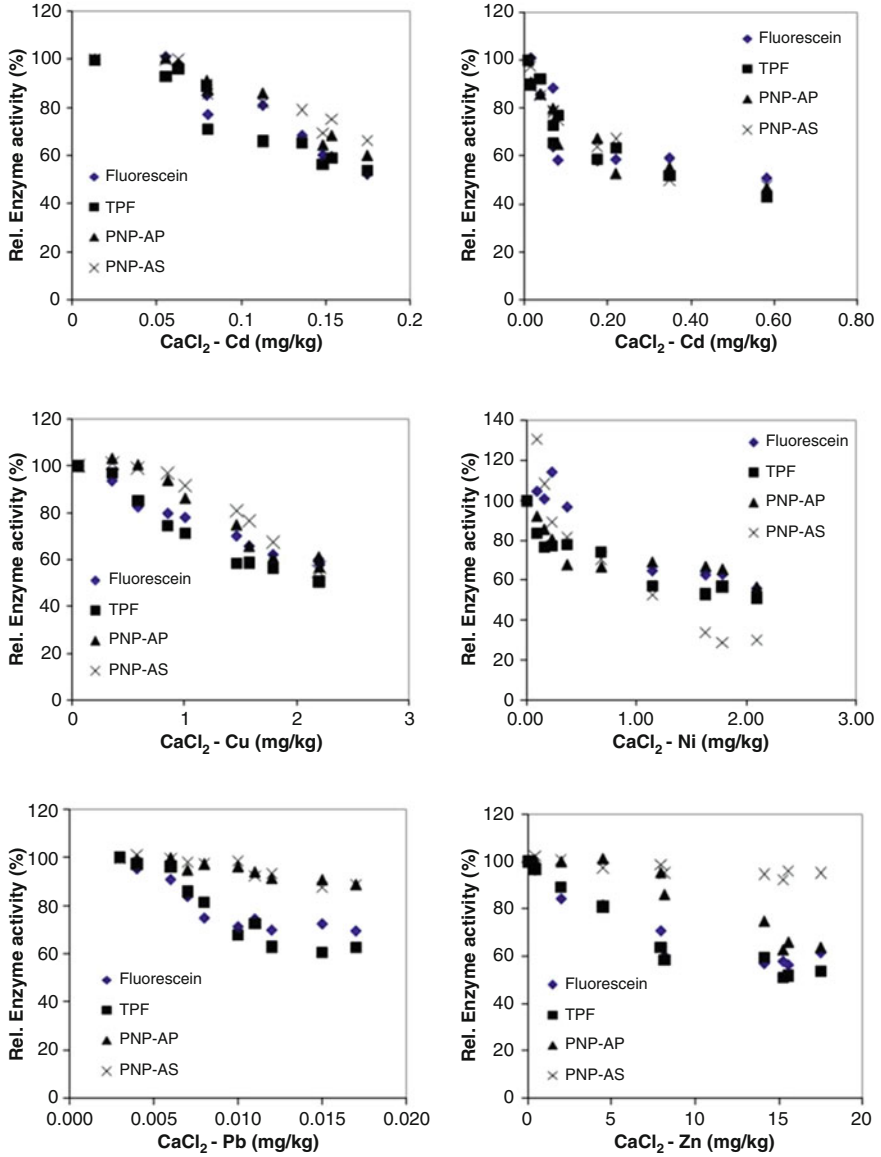 120
100
80
60
40
20
0
Rel. Enzyme activity (%)
Fluorescein
TPF
PNP-AP
PNP-AS
0 0.05 0.1 0.15 0.2
CaCl2 - Cd (mg/kg)
120
100
80
60
40
20
0
Rel. Enzyme activity (%)
Fluorescein
TPF
PNP-AP
PNP-AS
0.00 0.20 0.40 0.60 0.80
CaCl2 - Cd (mg/kg)
120
100
80
60
40
20
0
Rel. Enzyme activity (%)
Fluorescein
TPF
PNP-AP
PNP-AS
0 1 2 3
CaCl2 - Cu (mg/kg)
140
120
100
80
60
40
20
0
Rel. Enzyme activity (%)
Fluorescein
TPF
PNP-AP
PNP-AS
0.00 1.00 2.00 3.00
CaCl2 - Ni (mg/kg)
120
100
80
60
40
20
0
Rel. Enzyme activity (%)
Fluorescein
TPF
PNP-AP
PNP-AS
0.000 0.005 0.010 0.015 0.020
CaCl2 - Pb (mg/kg)
120
100
80
60
40
20
0
Rel. Enzyme activity (%)
Fluorescein
TPF
PNP-AP
PNP-AS
0 5 10 15 20
CaCl2 - Zn (mg/kg)